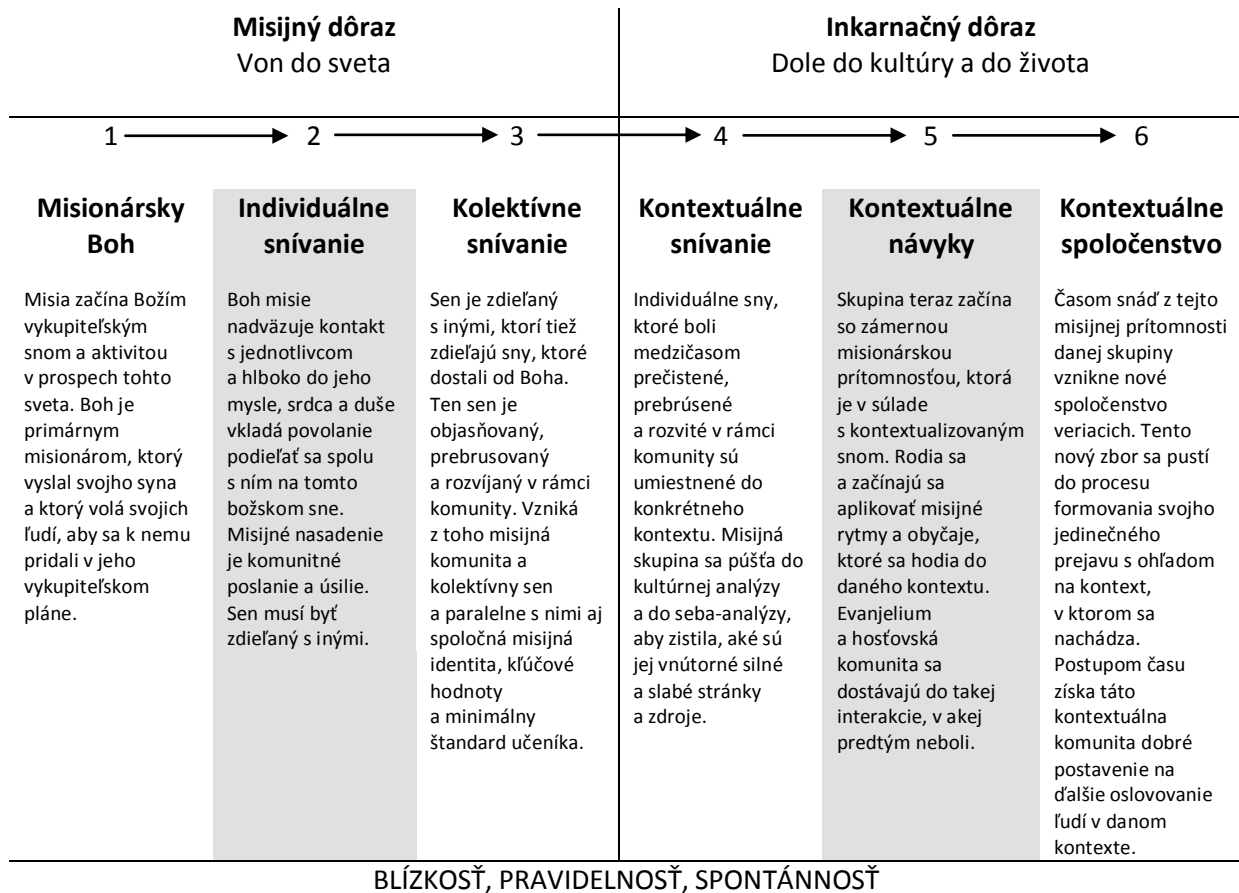 Misijný dôraz
Von do sveta
Inkarnačný dôraz
Dole do kultúry a do života
1 2 3 4 5 6
Misionársky
Boh
Misia začína Božím
vykupiteľským
snom a aktivitou
v prospech tohto
sveta. Boh je
primárnym
misionárom, ktorý
vyslal svojho syna
a ktorý volá svojich
ľudí, aby sa k nemu
pridali v jeho
vykupiteľskom
pláne.
Individuálne
snívanie
Boh misie
nadväzuje kontakt
s jednotlivcom
a hlboko do jeho
mysle, srdca a duše
vkladá povolanie
podieľať sa spolu
s ním na tomto
božskom sne.
Misijné nasadenie
je komunitné
poslanie a úsilie.
Sen musí byť
zdieľaný s inými.
Kolektívne
snívanie
Sen je zdieľaný
s inými, ktorí tiež
zdieľajú sny, ktoré
dostali od Boha.
Ten sen je
objasňovaný,
prebrusovaný
a rozvíjaný v rámci
komunity. Vzniká
z toho misijná
komunita a
kolektívny sen
a paralelne s nimi aj
spoločná misijná
identita, kľúčové
hodnoty
a minimálny
štandard učeníka.
Kontextuálne
snívanie
Individuálne sny,
ktoré boli
medzičasom
prečistené,
prebrúsené
a rozvité v rámci
komunity sú
umiestnené do
konkrétneho
kontextu. Misijná
skupina sa púšťa do
kultúrnej analýzy
a do seba-analýzy,
aby zistila, aké sú
jej vnútorné silné
a slabé stránky
a zdroje.
Kontextuálne
návyky
Skupina teraz začína
so zámernou
misionárskou
prítomnosťou, ktorá
je v súlade
s kontextualizovaným
snom. Rodia sa
a začínajú sa
aplikovať misijné
rytmy a obyčaje,
ktoré sa hodia do
daného kontextu.
Evanjelium
a hosťovská
komunita sa
dostávajú do takej
interakcie, v akej
predtým neboli.
Kontextuálne
spoločenstvo
Časom snáď z tejto
misijnej prítomnosti
danej skupiny
vznikne nové
spoločenstvo
veriacich. Tento
nový zbor sa pustí
do procesu
formovania svojho
jedinečného
prejavu s ohľadom
na kontext,
v ktorom sa
nachádza.
Postupom času
získa táto
kontextuálna
komunita dobré
postavenie na
ďalšie oslovovanie
ľudí v danom
kontexte.
BLÍZKOSŤ, PRAVIDELNOSŤ, SPONTÁNNOSŤ